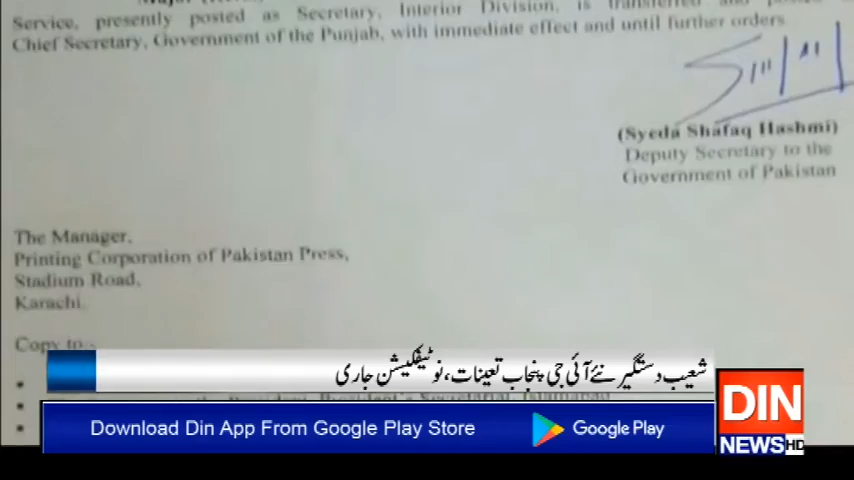 Service, presently posted as Secretary, Interior Division, is transferred and
Chief Secretary, Government of the Punjab, with immediate effect and until further orders.
(Syeda Shafaq Hashmi)
Deputy Secretary to the
Government of Pakistan
The Manager,
Printing Corporation of Pakistan Press,
Stadium Road,
Karachi.
Copy to:-
شعیب دستگیر نئے آئی جی پنجاب تعینات، نوٹیفکیشن جاری
President's Secretariat, Islamabad
Download Din App From Google Play Store
Google Play
DIN
NEWS HD